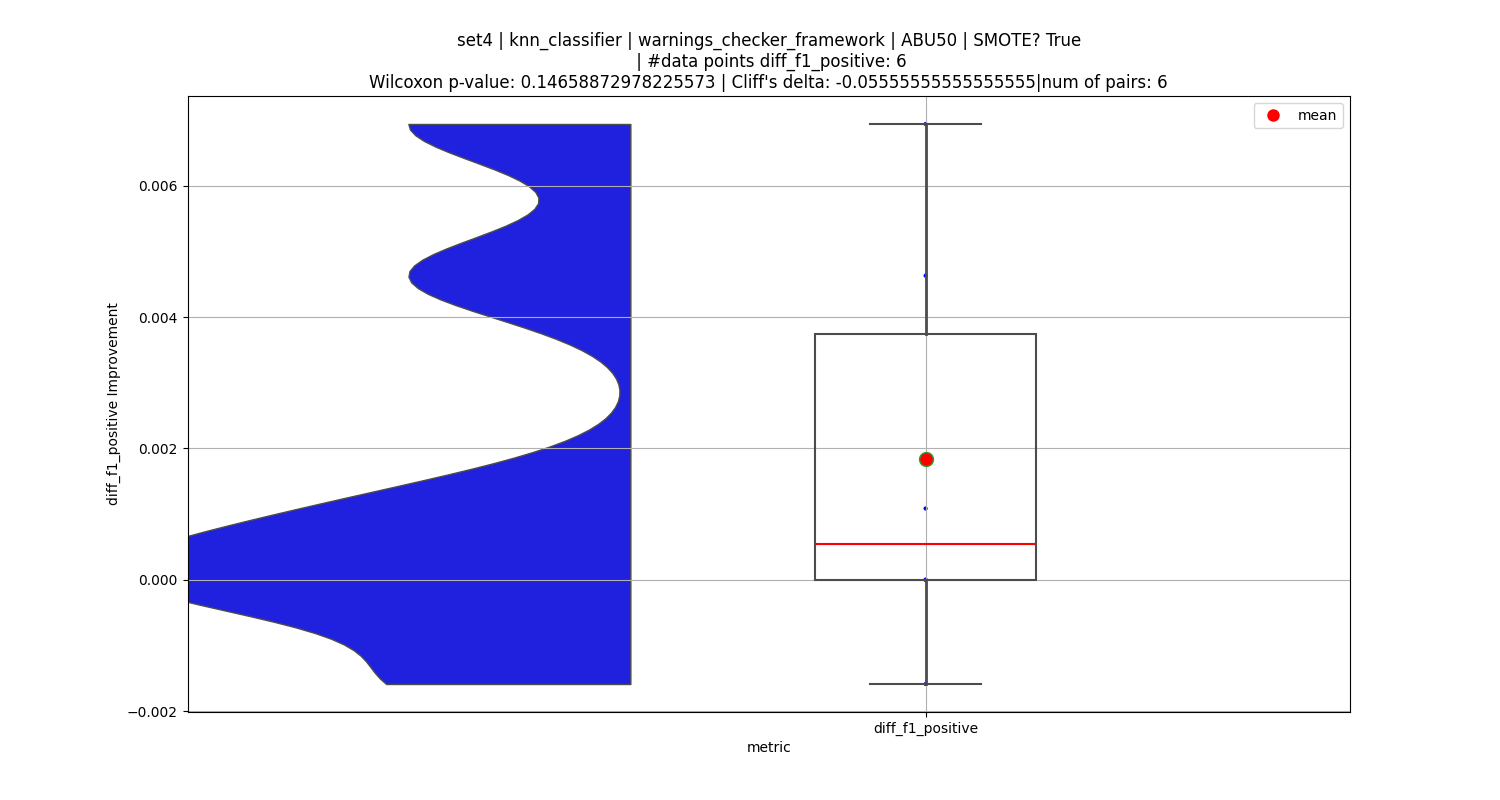 set4 | knn_classifier | warnings_checker_framework | ABU50 | SMOTE? True
| #data points diff_f1_positive: 6
Wilcoxon p-value: 0.14658872978225573 | Cliff's delta: -0.05555555555555555|num of pairs: 6
mean
0.006
0.004
0.002
0.000
−0.002
diff_f1_positive Improvement
diff_f1_positive
metric